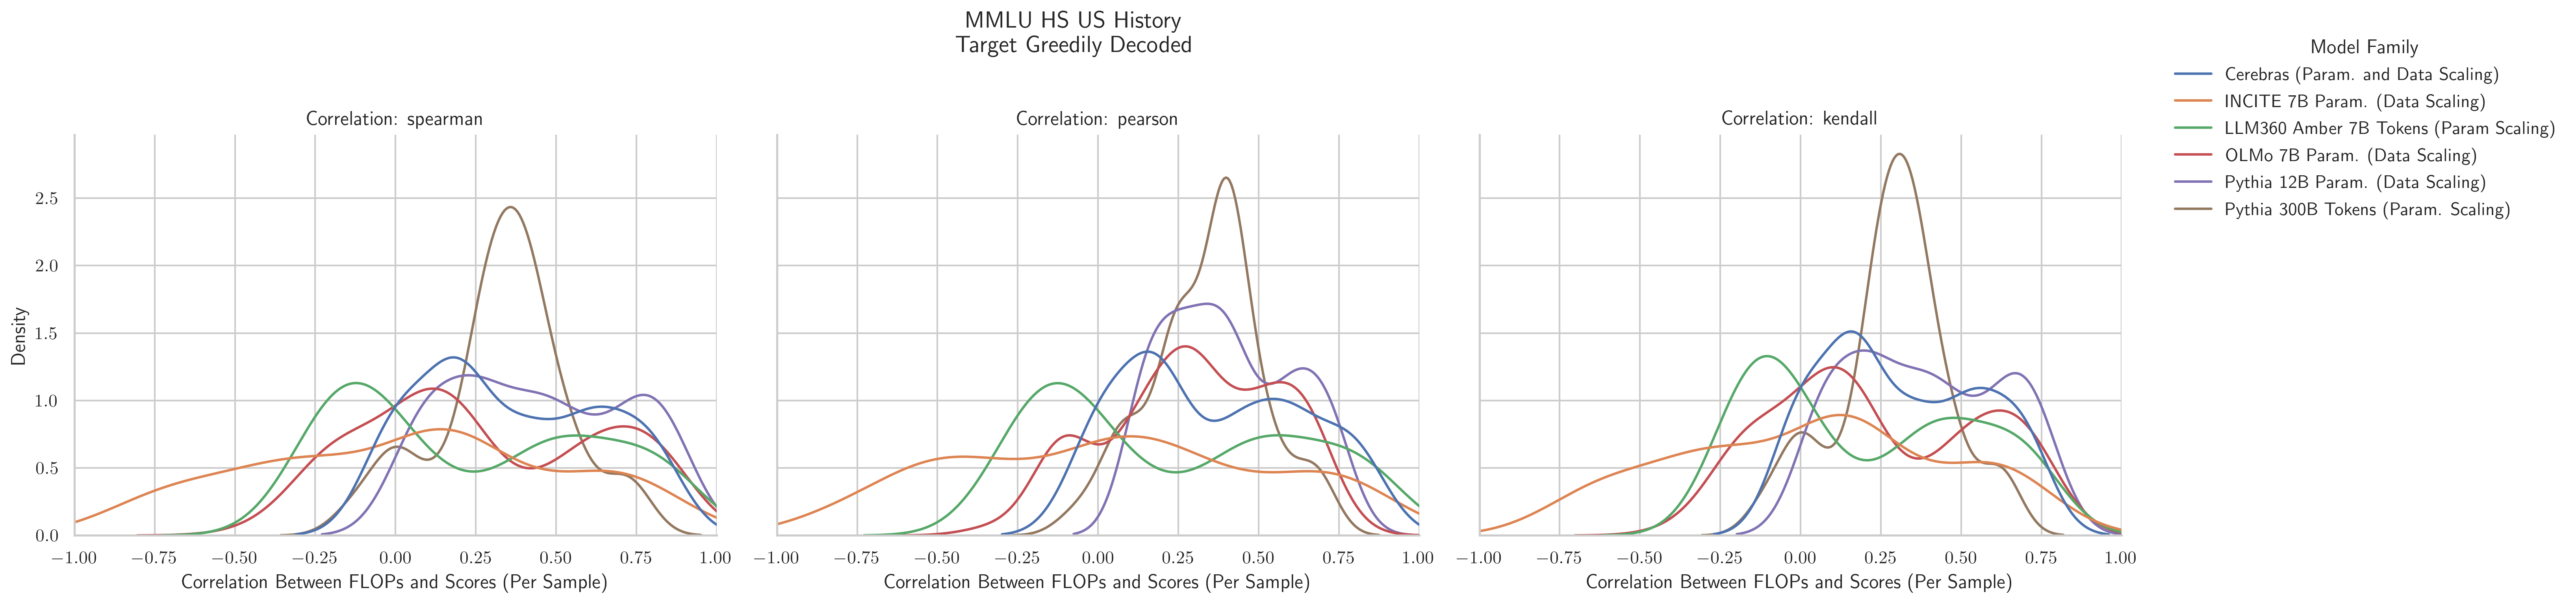 MMLU HS US History
Target Greedily Decoded
Correlation: spearman
Correlation: pearson
Correlation: kendall
Density
2.5
2.0
1.5
1.0
0.5
0.0
−1.00 −0.75 −0.50 −0.25 0.00 0.25 0.50 0.75 1.00
−1.00 −0.75 −0.50 −0.25 0.00 0.25 0.50 0.75 1.00
−1.00 −0.75 −0.50 −0.25 0.00 0.25 0.50 0.75 1.00
Correlation Between FLOPs and Scores (Per Sample)
Correlation Between FLOPs and Scores (Per Sample)
Correlation Between FLOPs and Scores (Per Sample)
Model Family
Cerebras (Param. and Data Scaling)
INCITE 7B Param. (Data Scaling)
LLM360 Amber 7B Tokens (Param Scaling)
OLMo 7B Param. (Data Scaling)
Pythia 12B Param. (Data Scaling)
Pythia 300B Tokens (Param. Scaling)